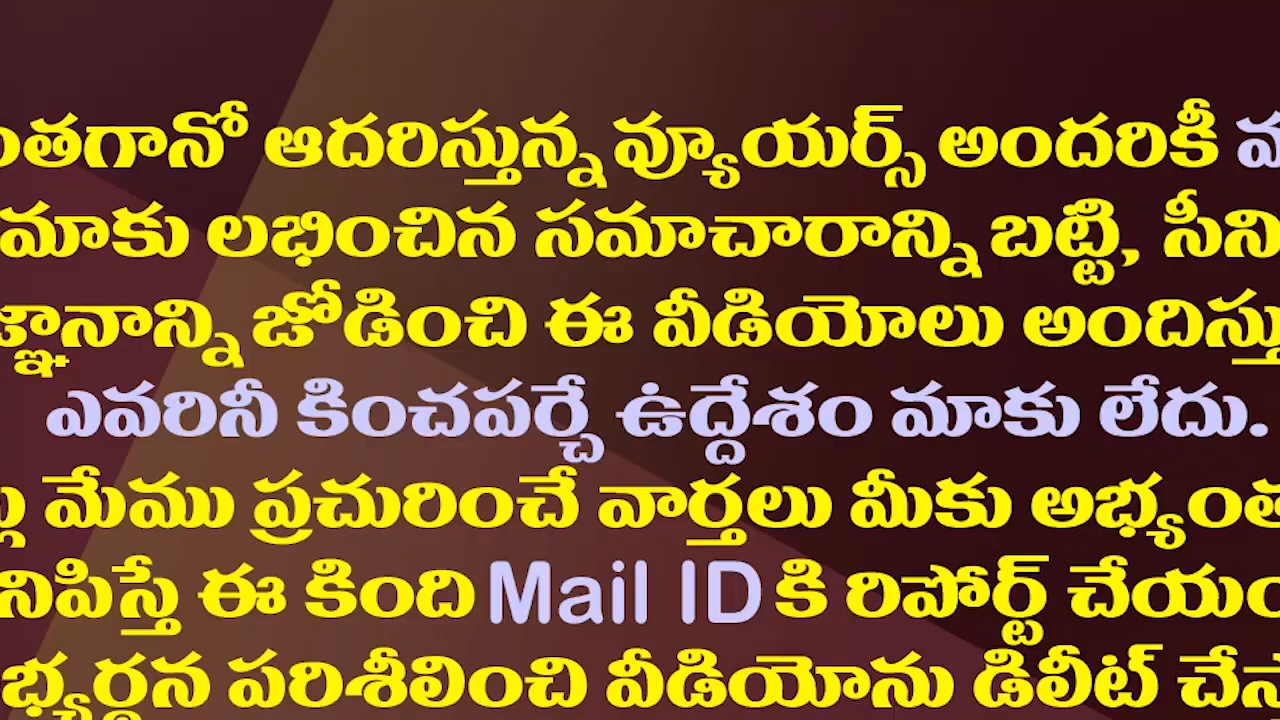 ంతగానో ఆదరిస్తున్న వ్యూయర్స్ అందరికీ
మాకు లభించిన సమాచారాన్ని బట్టి, సీని
జ్ఞానాన్ని జోడించి ఈ వీడియోలు అందిస్తు
ఎవరినీ కించపర్చే ఉద్దేశం మాకు లేదు.
మేము ప్రచురించే వార్తలు మీకు అభ్యంత
నిపిస్తే ఈ కింది Mail ID కి రిపోర్ట్ చేయం
భ్యర్థన పరిశీలించి వీడియోను డిలీట్ చేస